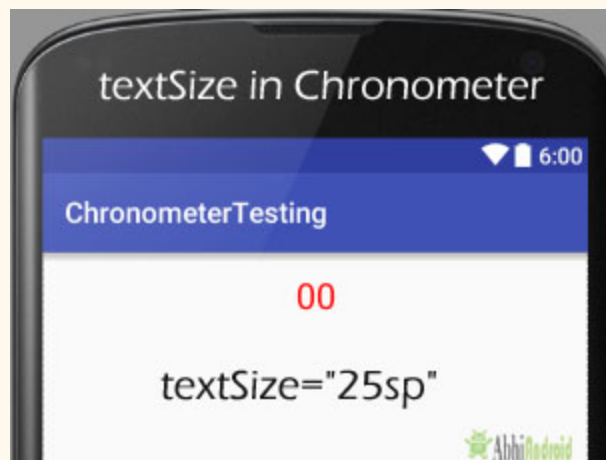 textSize in Chronometer
6:00
ChronometerTesting
00
textSize="25sp"
AbhiAndroid